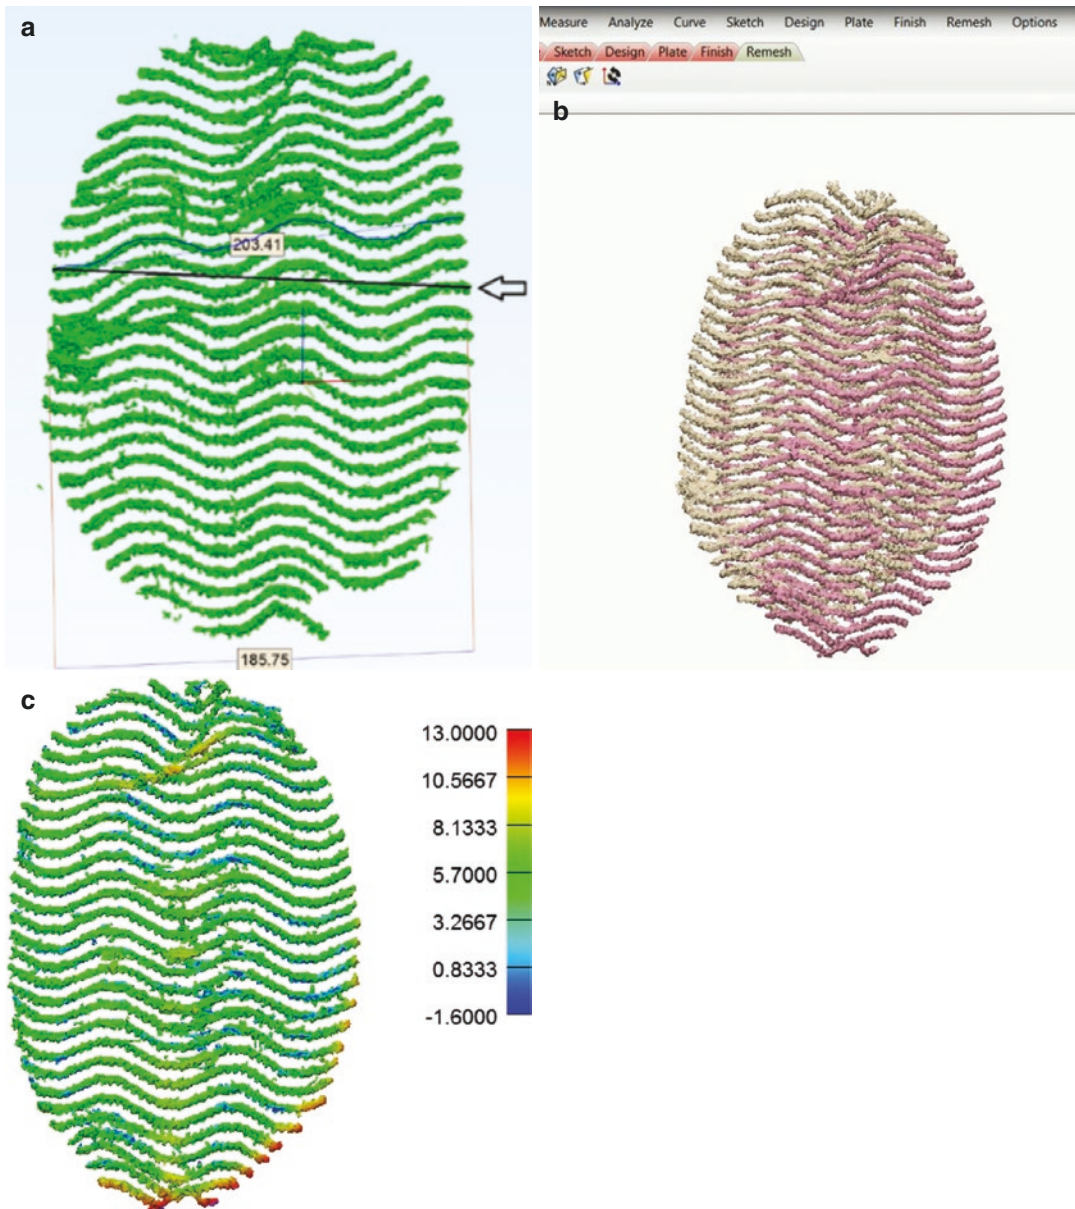 a
203.41
185.75
Measure Analyze Curve Sketch Design Plate Finish Remesh Options
Sketch Design Plate Finish Remesh
b
c
13.0000
10.5667
8.1333
5.7000
3.2667
0.8333
-1.6000